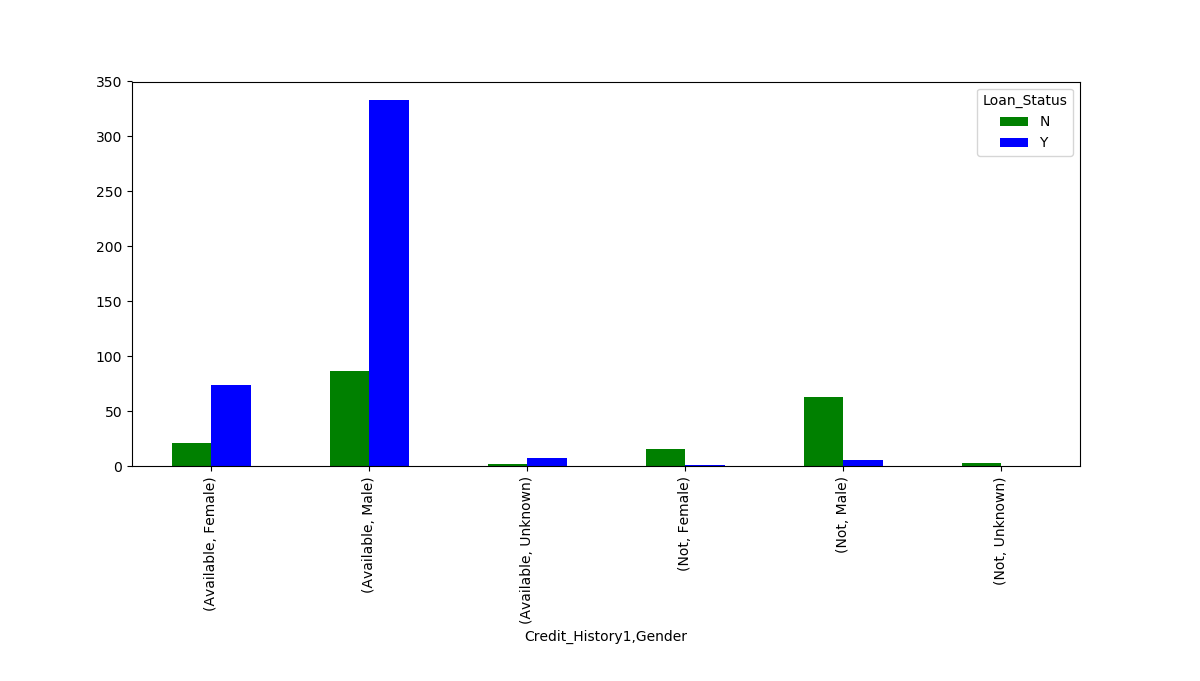 350
300
250
200
150
100
50
0
Loan_Status
N
Y
(Available, Female)
(Available, Male)
(Available, Unknown)
(Not, Female)
(Not, Male)
(Not, Unknown)
Credit_History1,Gender